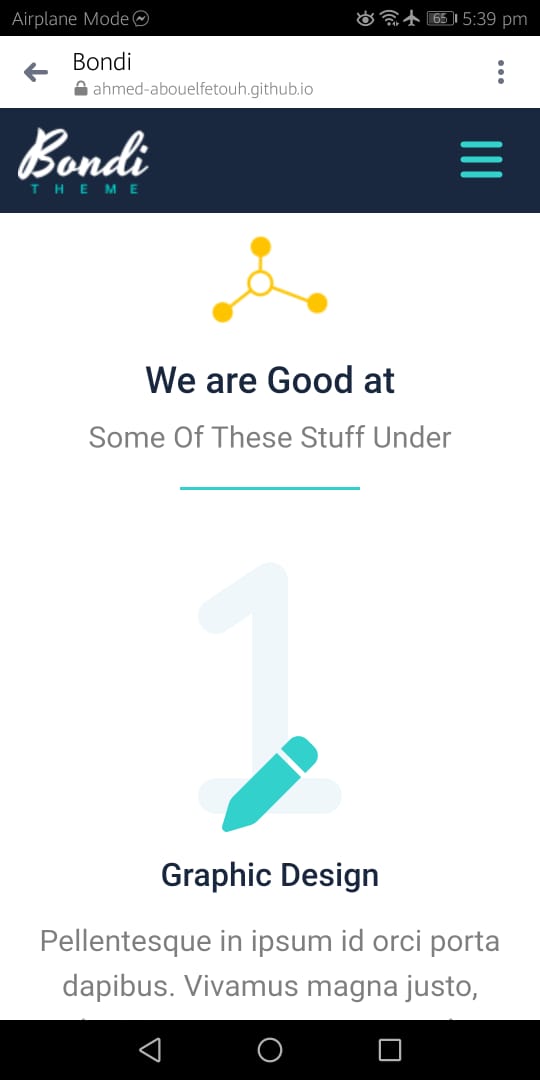 Airplane Mode
65 5:39 pm
Bondi
ahmed-abouelfetouh.github.io
Bondi
THEME
We are Good at
Some Of These Stuff Under
1
Graphic Design
Pellentesque in ipsum id orci porta
dapibus. Vivamus magna justo,